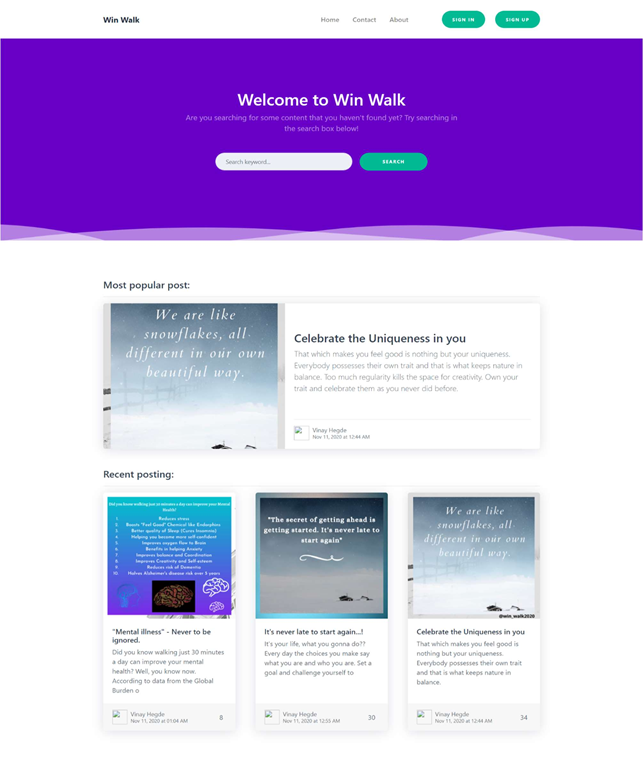 Win Walk
Home Contact About SIGN IN SIGN UP
Welcome to Win Walk
Are you searching for some content that you haven't found yet? Try searching in
the search box below!
Search keyword... SEARCH
Most popular post:
We are like
snowflakes, all
different in our own
beautiful way.
Celebrate the Uniqueness in you
That which makes you feel good is nothing but your uniqueness.
Everybody possesses their own trait and that is what keeps nature in
balance. Too much regularity kills the space for creativity. Own your
trait and celebrate them as you never did before.
Vinay Hegde
Nov 11, 2020 at 12:44 AM
Recent posting:
Did you know walking just 30 minutes a day can improve your Mental
Health?
1. Reduces stress
2. Boosts "Feel Good" Chemical like Endorphins
3. Better quality of Sleep (Cures Insomnia)
4. Helping you become more self-confident
5. Improves oxygen flow to Brain
6. Benefits in helping Anxiety
7. Improves balance and Coordination
8. Improves Creativity and Self-esteem
9. Reduces risk of Dementia
10. Halves Alzheimer's disease risk over 5 years
"Mental illness" - Never to be
ignored.
Did you know walking just 30 minutes
a day can improve your mental
health? Well, you know now.
According to data from the Global
Burden o
Vinay Hegde
Nov 11, 2020 at 01:04 AM
8
"The secret of getting ahead is
getting started. It's never late to
start again"
It's never late to start again...!
It's your life, what you gonna do??
Every day the choices you make say
what you are and who you are. Set a
goal and challenge yourself to
Vinay Hegde
Nov 11, 2020 at 12:53 AM
30
We are like
snowflakes, all
different in our own
beautiful way.
@win_walk2020
Celebrate the Uniqueness in you
That which makes you feel good is
nothing but your uniqueness.
Everybody possesses their own trait
and that is what keeps nature in
balance.
Vinay Hegde
Nov 11, 2020 at 12:44 AM
34